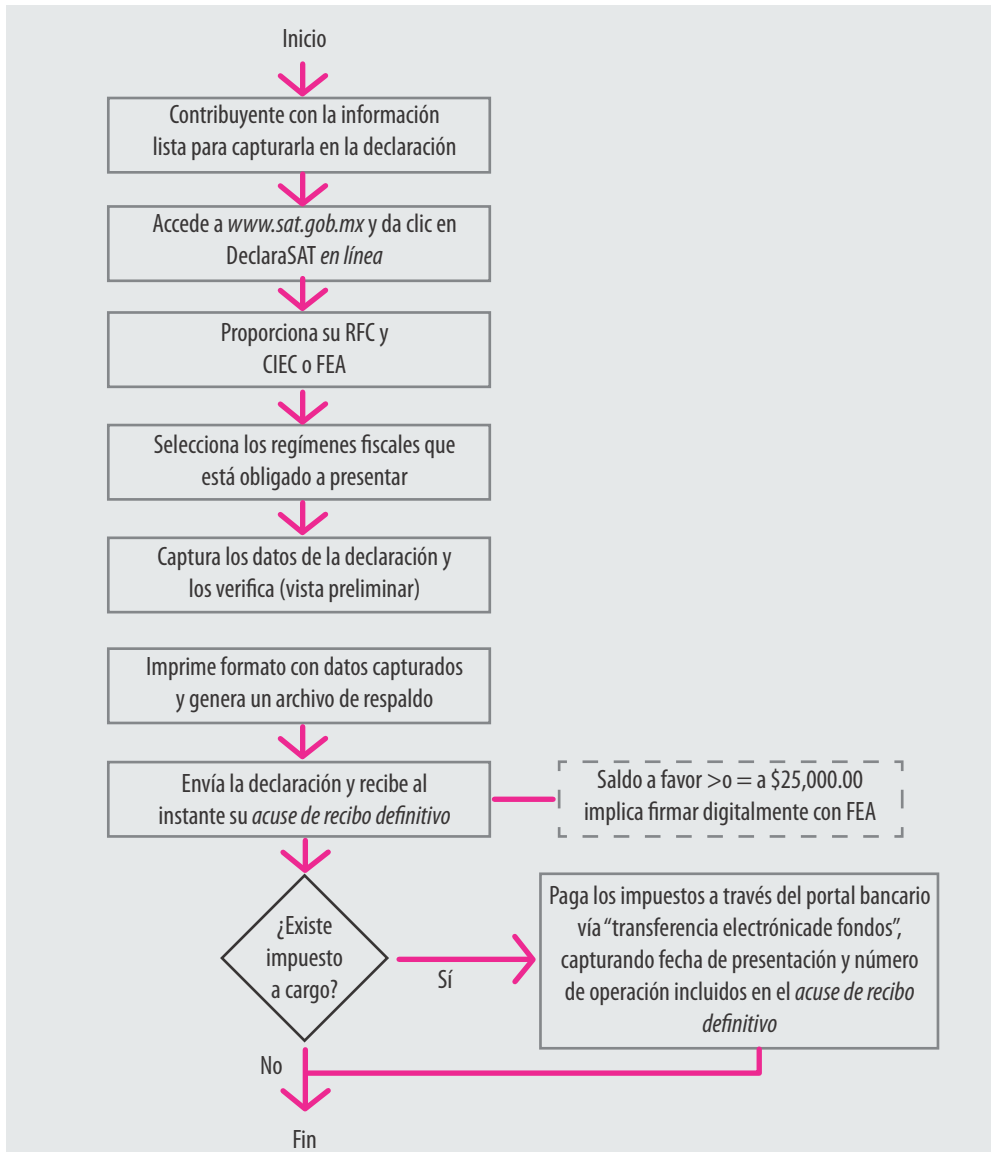 Inicio
Contribuyente con la información
lista para capturarla en la declaración
Accede a www.sat.gob.mx y da clic en
DeclaraSAT en línea
Proporciona su RFC y
CIEC o FEA
Selecciona los regímenes fiscales que
está obligado a presentar
Captura los datos de la declaración y
los verifica (vista preliminar)
Imprime formato con datos capturados
y genera un archivo de respaldo
Envía la declaración y recibe al
instante su acuse de recibo definitivo
Saldo a favor >o = a $25,000.00
implica firmar digitalmente con FEA
¿Existe
impuesto
a cargo?
Sí
Paga los impuestos a través del portal bancario
vía “transferencia electrónicade fondos”,
capturando fecha de presentación y número
de operación incluidos en el acuse de recibo
definitivo
No
Fin